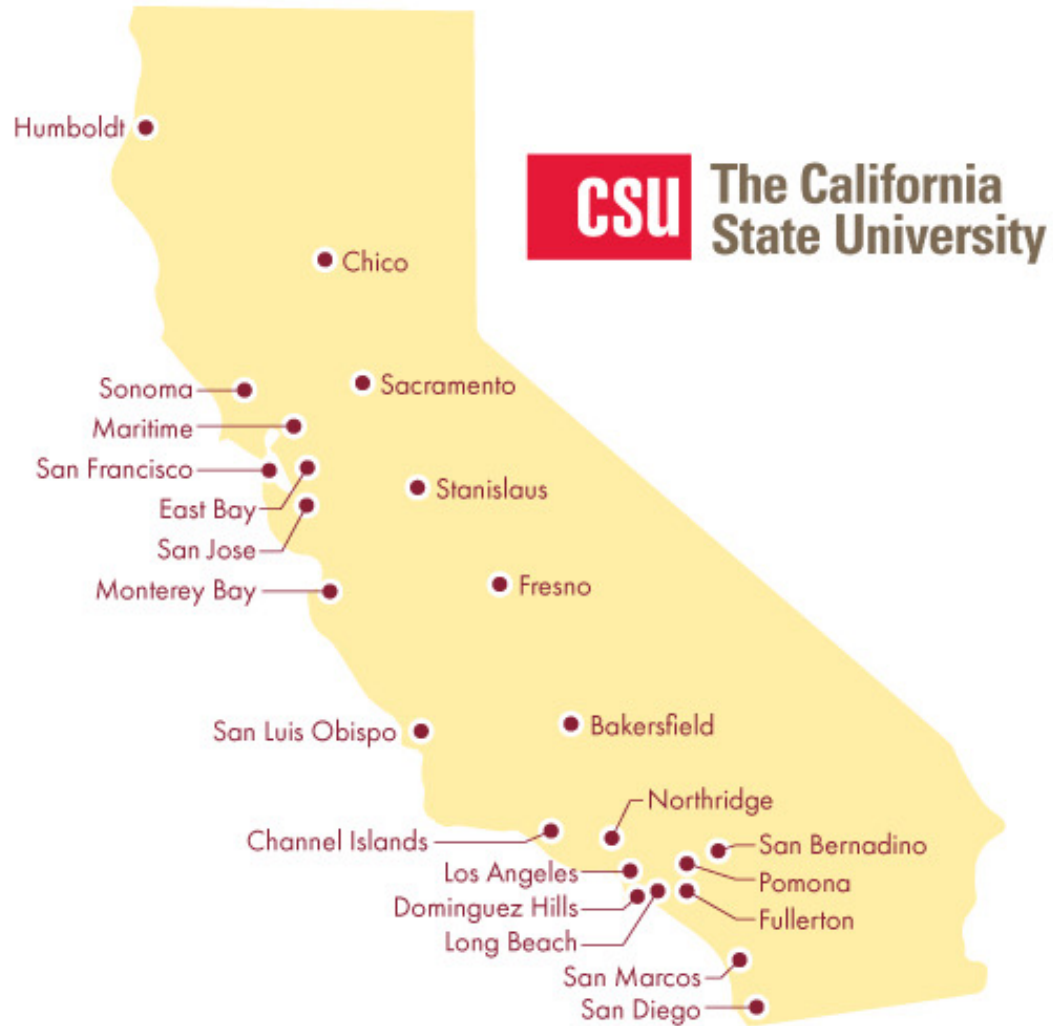 Humboldt
CSU
The California
State University
Chico
Sonoma
Sacramento
Maritime
San Francisco
Stanislaus
East Bay
San Jose
Monterey Bay
Fresno
San Luis Obispo
Bakersfield
Northridge
Channel Islands
San Bernadino
Los Angeles
Pomona
Dominguez Hills
Fullerton
Long Beach
San Marcos
San Diego